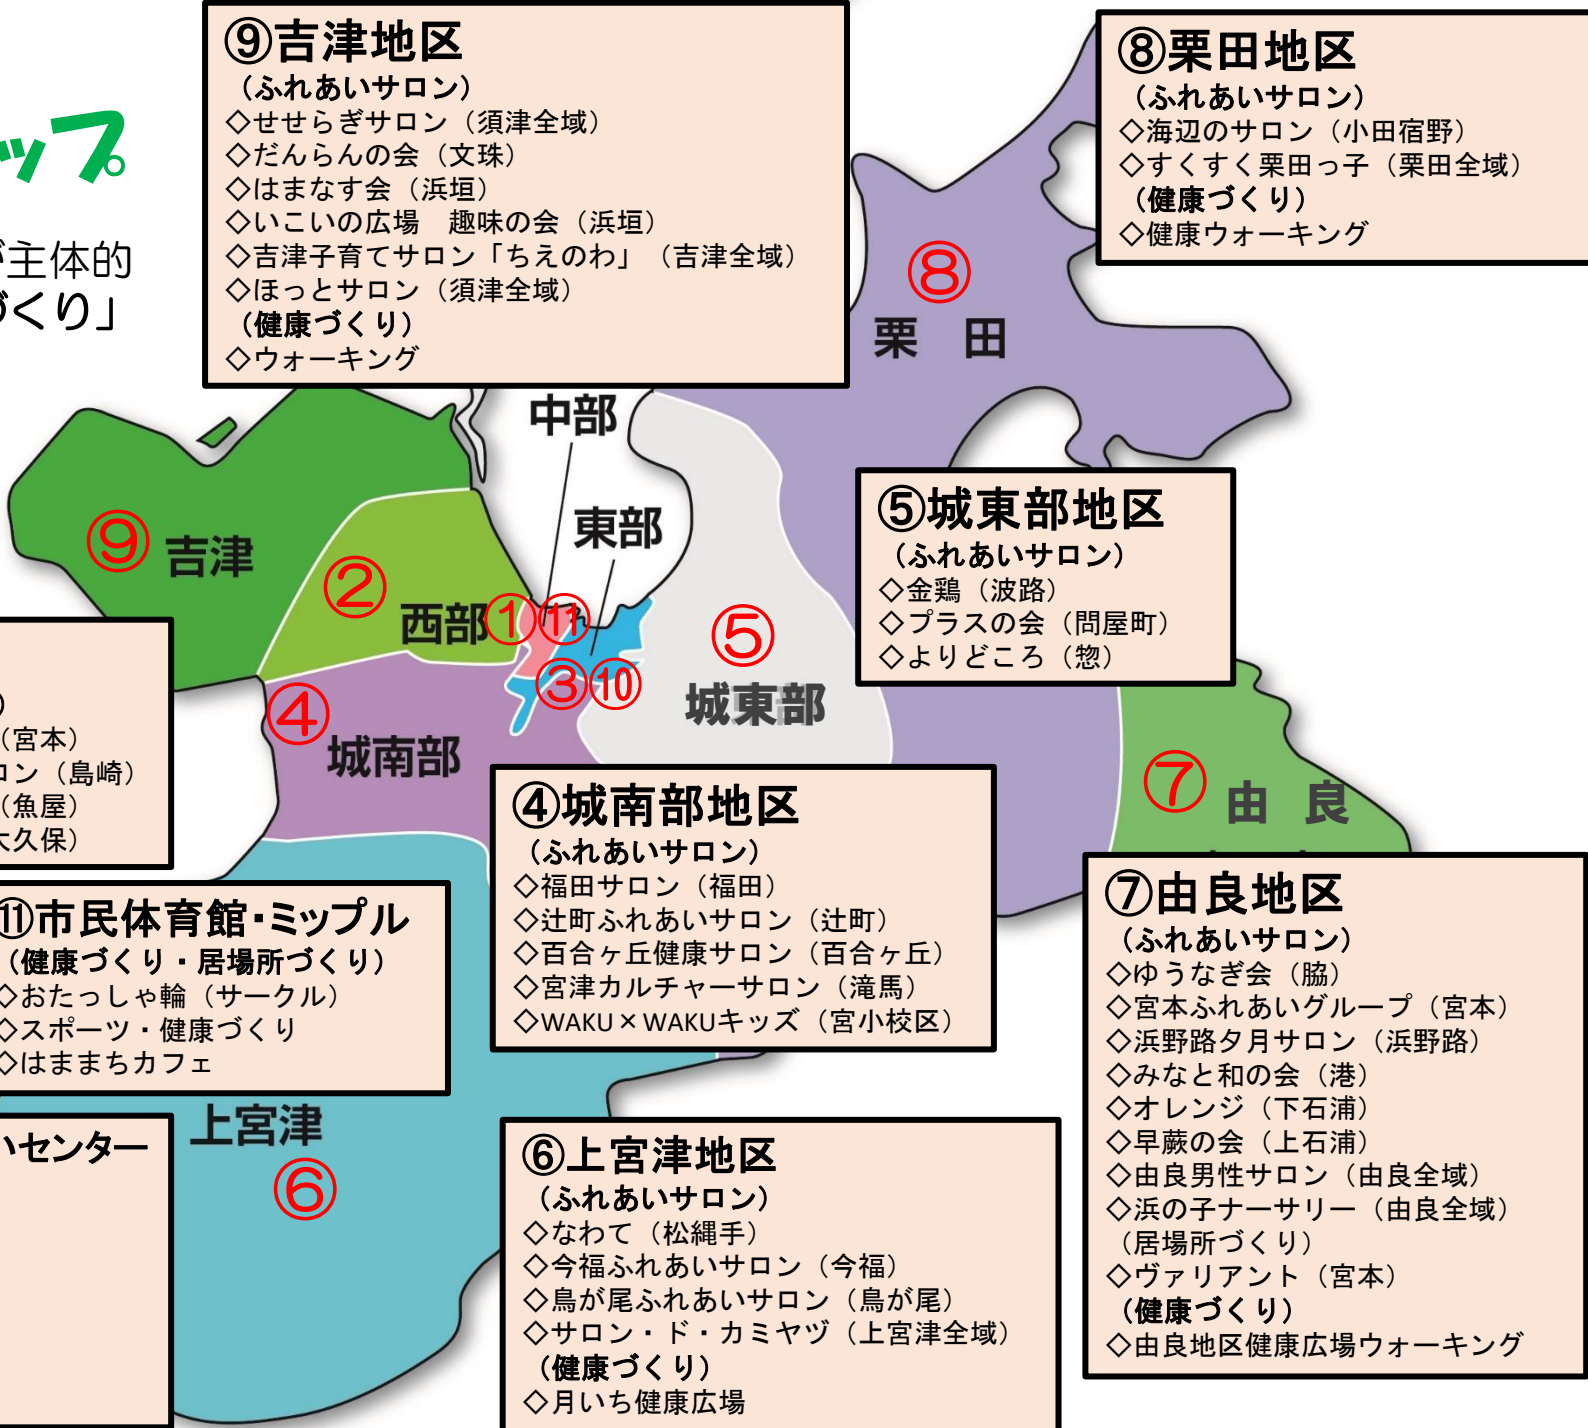 ップ
が主体的
づくり」
⑨吉津地区
（ふれあいサロン）
◇せせらぎサロン（須津全域）
◇だんらんの会（文珠）
◇はまなす会（浜垣）
◇いこいの広場　趣味の会（浜垣）
◇吉津子育てサロン「ちえのわ」（吉津全域）
◇ほっとサロン（須津全域）
（健康づくり）
◇ウォーキング
⑧栗田地区
（ふれあいサロン）
◇海辺のサロン（小田宿野）
◇すくすく栗田っ子（栗田全域）
（健康づくり）
◇健康ウォーキング
⑧
栗　田
中部
東部
⑨ 吉津
②
西部
①⑪
③⑩
⑤
城東部
⑤城東部地区
（ふれあいサロン）
◇金鶏（波路）
◇プラスの会（問屋町）
◇よりどころ（惣）
④
城南部
⑦ 由　良
）
（宮本）
ロン（島崎）
（魚屋）
大久保）
④城南部地区
（ふれあいサロン）
◇福田サロン（福田）
◇辻町ふれあいサロン（辻町）
◇百合ヶ丘健康サロン（百合ヶ丘）
◇宮津カルチャーサロン（滝馬）
◇WAKU×WAKUキッズ（宮小校区）
⑪市民体育館・ミップル
（健康づくり・居場所づくり）
◇おたっしゃ輪（サークル）
◇スポーツ・健康づくり
◇はままちカフェ
⑦由良地区
（ふれあいサロン）
◇ゆうなぎ会（脇）
◇宮本ふれあいグループ（宮本）
◇浜野路夕月サロン（浜野路）
◇みなと和の会（港）
◇オレンジ（下石浦）
◇早蕨の会（上石浦）
◇由良男性サロン（由良全域）
◇浜の子ナーサリー（由良全域）
（居場所づくり）
◇ヴァリアント（宮本）
（健康づくり）
◇由良地区健康広場ウォーキング
いセンター
上宮津
⑥
⑥上宮津地区
（ふれあいサロン）
◇なわて（松縄手）
◇今福ふれあいサロン（今福）
◇鳥が尾ふれあいサロン（鳥が尾）
◇サロン・ド・カミヤヅ（上宮津全域）
（健康づくり）
◇月いち健康広場